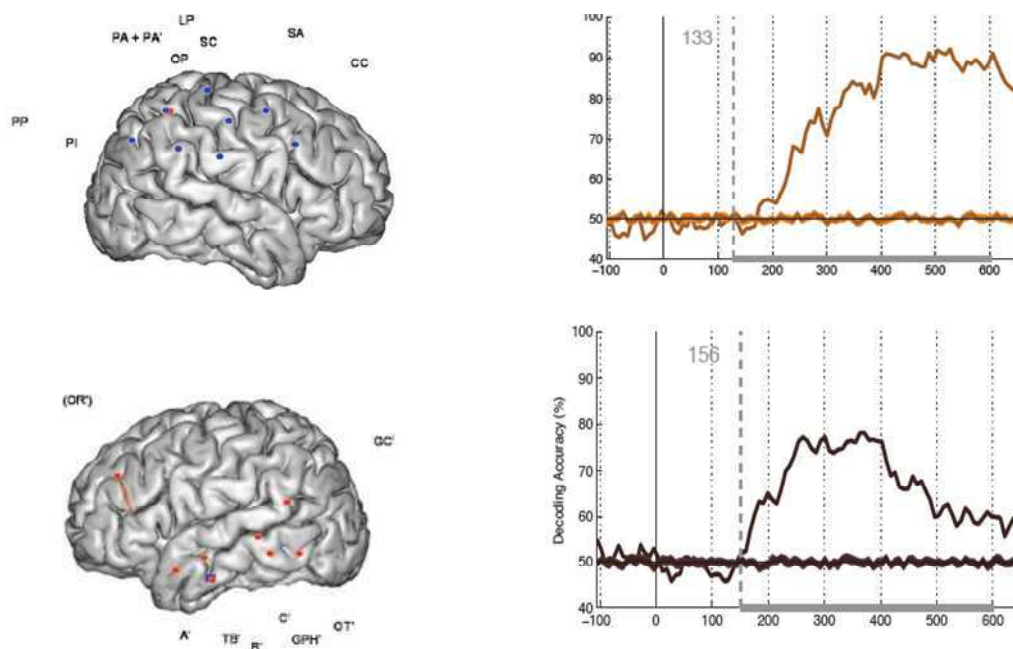 LP
PA + PA'
SC
SA
OP
CC
PP
PI
100
90
80
70
60
50
40
133
-100
0
100
200
300
400
500
600
(OR')
GC'
A'
TB'
B'
C'
GPH'
OT'
Decoding Accuracy (%)
100
90
80
70
60
50
40
156
-100
0
100
200
300
400
500
600